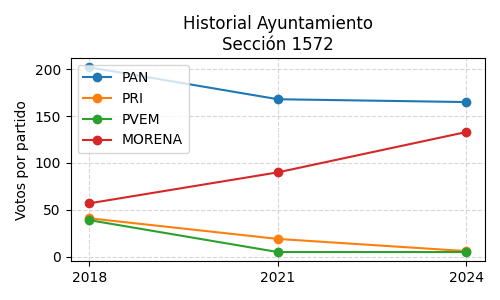 Historial Ayuntamiento
Sección 1572
Votos por partido
200
150
100
50
0
PAN
PRI
PVEM
MORENA
2018
2021
2024